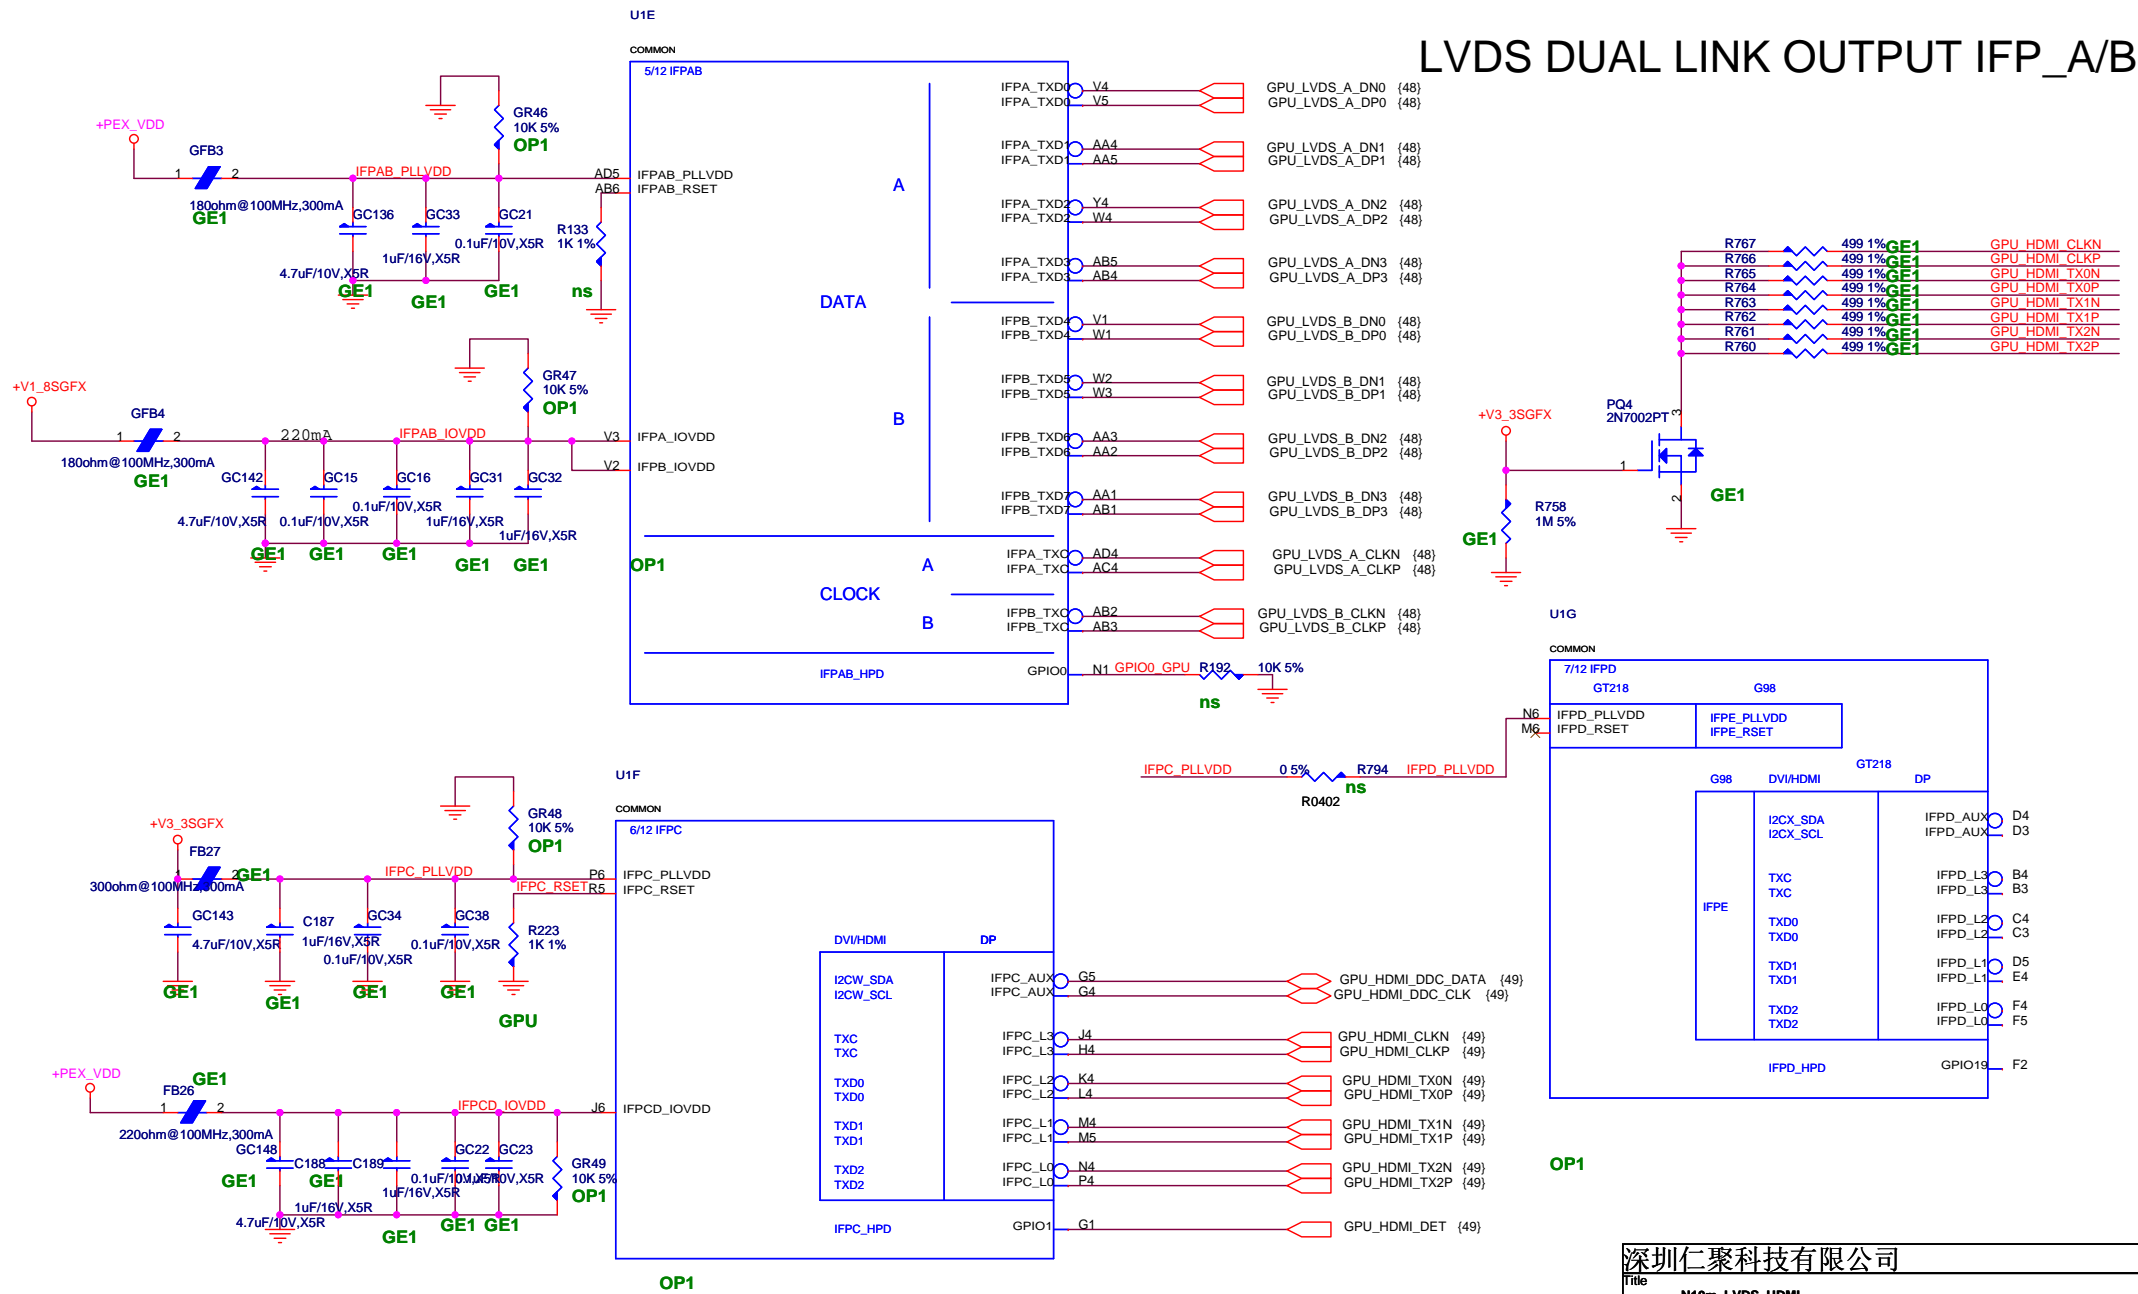 LVDS DUAL LINK OUTPUT IFP_A/B
U1E
COMMON
5/12 IFPAB
+PEX_VDD
GFB3
1
2
180ohm@100MHz,300mA
GE1
IFPAB_PLLVDD
GR46
10K 5%
OP1
GC136
4.7uF/10V,X5R
GE1
GC33
1uF/16V,X5R
GE1
GC21
0.1uF/10V,X5R
GE1
R133
1K 1%
ns
AD5
IFPAB_PLLVDD
AB6
IFPAB_RSET
+V1_8SGFX
GFB4
1
2
180ohm@100MHz,300mA
GE1
220mA
IFPAB_IOVDD
GR47
10K 5%
OP1
GC142
4.7uF/10V,X5R
GE1
GC15
0.1uF/10V,X5R
GE1
GC16
0.1uF/10V,X5R
GE1
GC31
1uF/16V,X5R
GE1
GC32
1uF/16V,X5R
GE1
V3
IFPA_IOVDD
V2
IFPB_IOVDD
OP1
A
DATA
B
A
CLOCK
B
IFPAB_HPD
IFPA_TXD0 V4 GPU_LVDS_A_DN0 {48}
IFPA_TXD0 V5 GPU_LVDS_A_DP0 {48}
IFPA_TXD1 AA4 GPU_LVDS_A_DN1 {48}
IFPA_TXD1 AA5 GPU_LVDS_A_DP1 {48}
IFPA_TXD2 Y4 GPU_LVDS_A_DN2 {48}
IFPA_TXD2 W4 GPU_LVDS_A_DP2 {48}
IFPA_TXD3 AB5 GPU_LVDS_A_DN3 {48}
IFPA_TXD3 AB4 GPU_LVDS_A_DP3 {48}
IFPB_TXD4 V1 GPU_LVDS_B_DN0 {48}
IFPB_TXD4 W1 GPU_LVDS_B_DP0 {48}
IFPB_TXD5 W2 GPU_LVDS_B_DN1 {48}
IFPB_TXD5 W3 GPU_LVDS_B_DP1 {48}
IFPB_TXD6 AA3 GPU_LVDS_B_DN2 {48}
IFPB_TXD6 AA2 GPU_LVDS_B_DP2 {48}
IFPB_TXD7 AA1 GPU_LVDS_B_DN3 {48}
IFPB_TXD7 AB1 GPU_LVDS_B_DP3 {48}
IFPA_TXC AD4 GPU_LVDS_A_CLKN {48}
IFPA_TXC AC4 GPU_LVDS_A_CLKP {48}
IFPB_TXC AB2 GPU_LVDS_B_CLKN {48}
IFPB_TXC AB3 GPU_LVDS_B_CLKP {48}
GPIO0 N1 GPIO0_GPU R192 10K 5%
ns
R767 499 1% GE1 GPU_HDMI_CLKN
R766 499 1% GE1 GPU_HDMI_CLKP
R765 499 1% GE1 GPU_HDMI_TX0N
R764 499 1% GE1 GPU_HDMI_TX0P
R763 499 1% GE1 GPU_HDMI_TX1N
R762 499 1% GE1 GPU_HDMI_TX1P
R761 499 1% GE1 GPU_HDMI_TX2N
R760 499 1% GE1 GPU_HDMI_TX2P
PQ4
2N7002PT
3
1
2
GE1
+V3_3SGFX
R758
1M 5%
GE1
U1G
COMMON
7/12 IFPD
GT218 G98
N6 IFPD_PLLVDD IFPE_PLLVDD
M6 IFPD_RSET IFPE_RSET
IFPC_PLLVDD 0 5% R794 IFPD_PLLVDD
ns
R0402
GT218
G98 DVI/HDMI DP
I2CX_SDA IFPD_AUX D4
I2CX_SCL IFPD_AUX D3
TXC IFPD_L3 B4
TXC IFPD_L3 B3
IFPE
TXD0 IFPD_L2 C4
TXD0 IFPD_L2 C3
TXD1 IFPD_L1 D5
TXD1 IFPD_L1 E4
TXD2 IFPD_L0 F4
TXD2 IFPD_L0 F5
IFPD_HPD GPIO19 F2
OP1
U1F
COMMON
6/12 IFPC
+V3_3SGFX
FB27
1
2
GE1
300ohm@100MHz,300mA
IFPC_PLLVDD
GR48
10K 5%
OP1
GC143
4.7uF/10V,X5R
GE1
C187
1uF/16V,X5R
GE1
GC34
0.1uF/10V,X5R
GE1
GC38
0.1uF/10V,X5R
GE1
IFPC_RSET
R223
1K 1%
GPU
P6 IFPC_PLLVDD
R5 IFPC_RSET
DVI/HDMI DP
I2CW_SDA IFPC_AUX G5 GPU_HDMI_DDC_DATA {49}
I2CW_SCL IFPC_AUX G4 GPU_HDMI_DDC_CLK {49}
TXC IFPC_L3 J4 GPU_HDMI_CLKN {49}
TXC IFPC_L3 H4 GPU_HDMI_CLKP {49}
TXD0 IFPC_L2 K4 GPU_HDMI_TX0N {49}
TXD0 IFPC_L2 L4 GPU_HDMI_TX0P {49}
TXD1 IFPC_L1 M4 GPU_HDMI_TX1N {49}
TXD1 IFPC_L1 M5 GPU_HDMI_TX1P {49}
TXD2 IFPC_L0 N4 GPU_HDMI_TX2N {49}
TXD2 IFPC_L0 P4 GPU_HDMI_TX2P {49}
IFPC_HPD GPIO1 G1 GPU_HDMI_DET {49}
+PEX_VDD
GE1
FB26
1
2
220ohm@100MHz,300mA
IFPCD_IOVDD
J6 IFPCD_IOVDD
GC148
4.7uF/10V,X5R
GE1
C188
1uF/16V,X5R
GE1
C189
1uF/16V,X5R
GE1
GC22
0.1uF/10V,X5R
GE1
GC23
0.1uF/10V,X5R
GE1
GR49
10K 5%
OP1
OP1
深圳仁聚科技有限公司
Title
N10m_LVDS_HDMI